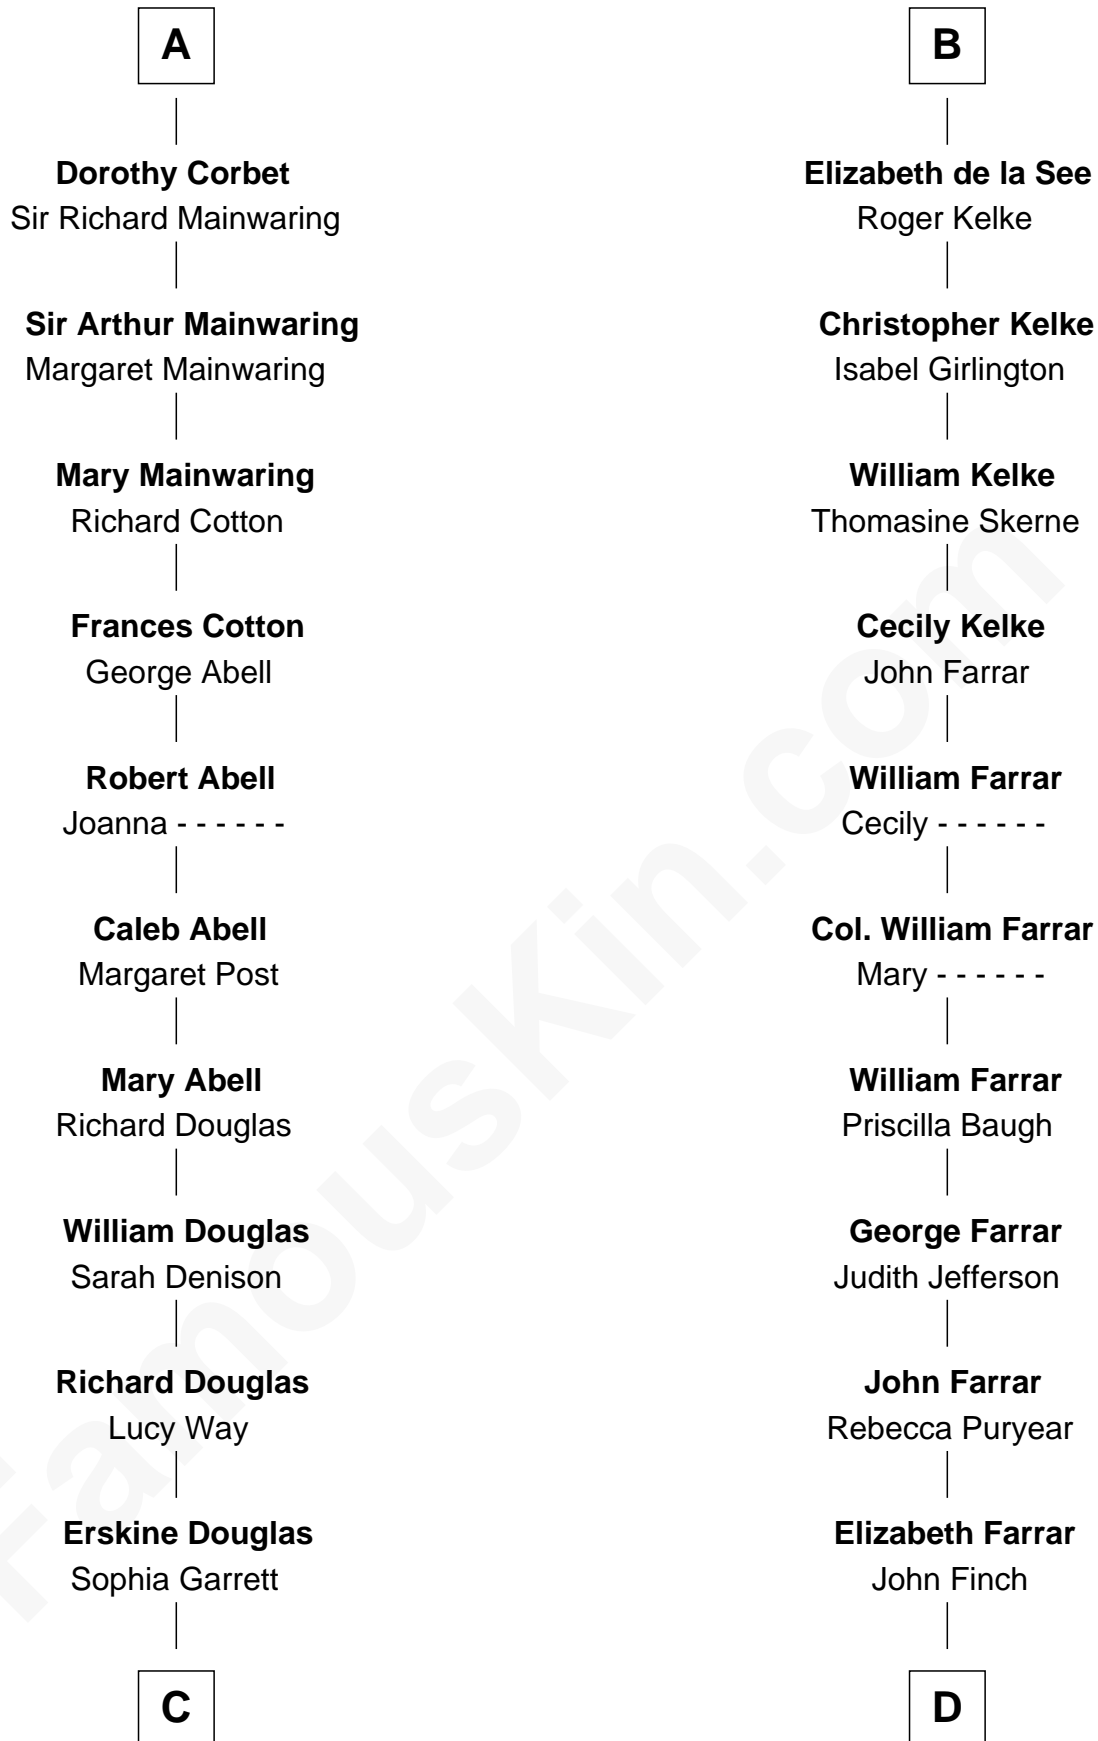 A
Dorothy Corbet
Sir Richard Mainwaring
Sir Arthur Mainwaring
Margaret Mainwaring
Mary Mainwaring
Richard Cotton
Frances Cotton
George Abell
Robert Abell
Joanna - - - - - -
Caleb Abell
Margaret Post
Mary Abell
Richard Douglas
William Douglas
Sarah Denison
Richard Douglas
Lucy Way
Erskine Douglas
Sophia Garrett
C
B
Elizabeth de la See
Roger Kelke
Christopher Kelke
Isabel Girlington
William Kelke
Thomasine Skerne
Cecily Kelke
John Farrar
William Farrar
Cecily - - - - - -
Col. William Farrar
Mary - - - - - -
William Farrar
Priscilla Baugh
George Farrar
Judith Jefferson
John Farrar
Rebecca Puryear
Elizabeth Farrar
John Finch
D
FamousKin.com